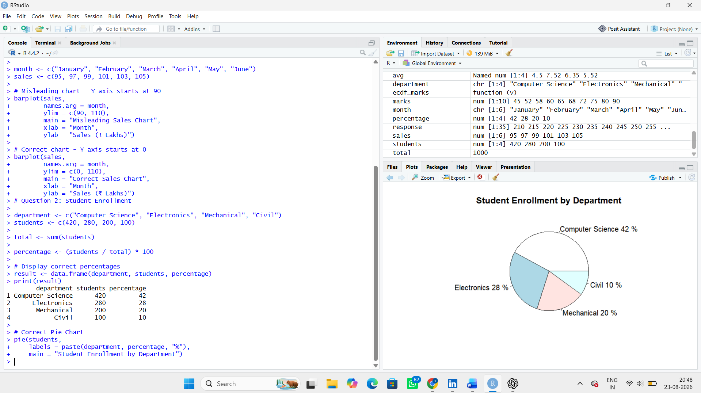 RStudio
File Edit Code View Plots Session Build Debug Profile Tools Help
Go to file/function
Addins
Posit Assistant
Project: (None)
Console Terminal Background Jobs
>
> month <- c("January", "February", "March", "April", "May", "June")
> sales <- c(95, 97, 99, 101, 103, 105)
>
> # Misleading chart - Y axis starts at 90
> barplot(sales,
+ names.arg = month,
+ ylim = c(90, 110),
+ main = "Misleading Sales Chart",
+ xlab = "Month",
+ ylab = "Sales (₹ Lakhs)")
>
> # Correct chart - Y axis starts at 0
> barplot(sales,
+ names.arg = month,
+ ylim = c(0, 110),
+ main = "Correct Sales Chart",
+ xlab = "Month",
+ ylab = "Sales (₹ Lakhs)")
> # Question 2: Student Enrollment
>
> department <- c("Computer Science", "Electronics", "Mechanical", "Civil")
> students <- c(420, 280, 200, 100)
>
> total <- sum(students)
>
> percentage <- (students / total) * 100
>
> # Display correct percentages
> result <- data.frame(department, students, percentage)
> print(result)
department students percentage
1 Computer Science 420 42
2 Electronics 280 28
3 Mechanical 200 20
4 Civil 100 10
>
> # Correct Pie Chart
> pie(students,
+ labels = paste(department, percentage, "%"),
+ main = "Student Enrollment by Department")
>
Environment History Connections Tutorial
Import Dataset 139 MiB List
R Global Environment
avg Named num [1:4] 4.5 7.52 6.35 5.52
department chr [1:4] "Computer Science" "Electronics" "Mechanical" "
ecdf_marks function (v)
marks num [1:10] 45 52 58 60 65 68 72 75 80 90
month chr [1:6] "January" "February" "March" "April" "May" "Jun…
percentage num [1:4] 42 28 20 10
response num [1:35] 210 215 220 225 230 235 240 245 250 255 ...
sales num [1:6] 95 97 99 101 103 105
students num [1:4] 420 280 200 100
total 1000
Files Plots Packages Help Viewer Presentation
Zoom Export Publish
Student Enrollment by Department
Computer Science 42 %
Electronics 28 %
Civil 10 %
Mechanical 20 %
Search
ENG
IN
20:48
23-08-2026